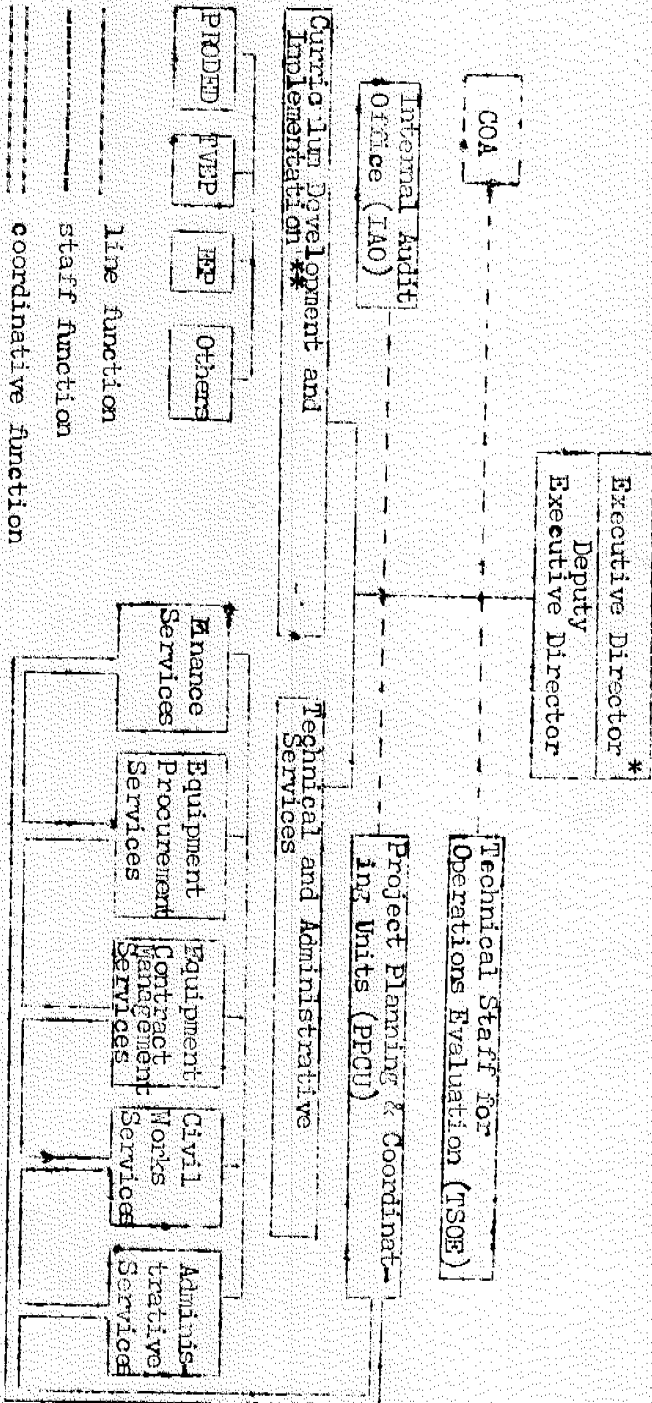 Executive Director *
Deputy
Executive Director
COA
Technical Staff for
Operations Evaluation (TSOE)
Internal Audit
Office (IAO)
Project Planning & Coordinat-
ing Units (PPCU)
Curric lum Development and
Implementation **
Technical and Administrative
Services
PRODED
TVEP
Others
Finance
Services
Equipment
Procurement
Services
Equipment
Contract
Management
Services
Civil
Works
Services
Adminis
trative
Services
line function
staff function
coordinative function